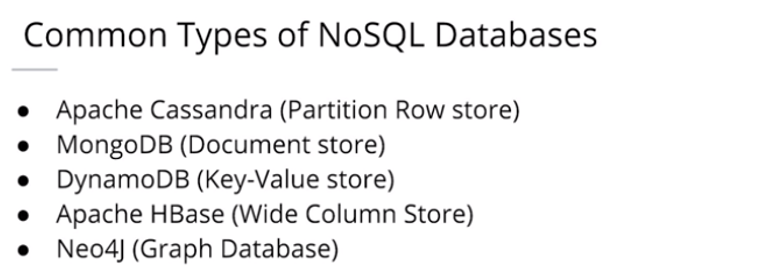 Common Types of NoSQL Databases
● Apache Cassandra (Partition Row store)
● MongoDB (Document store)
● DynamoDB (Key-Value store)
● Apache HBase (Wide Column Store)
● Neo4J (Graph Database)